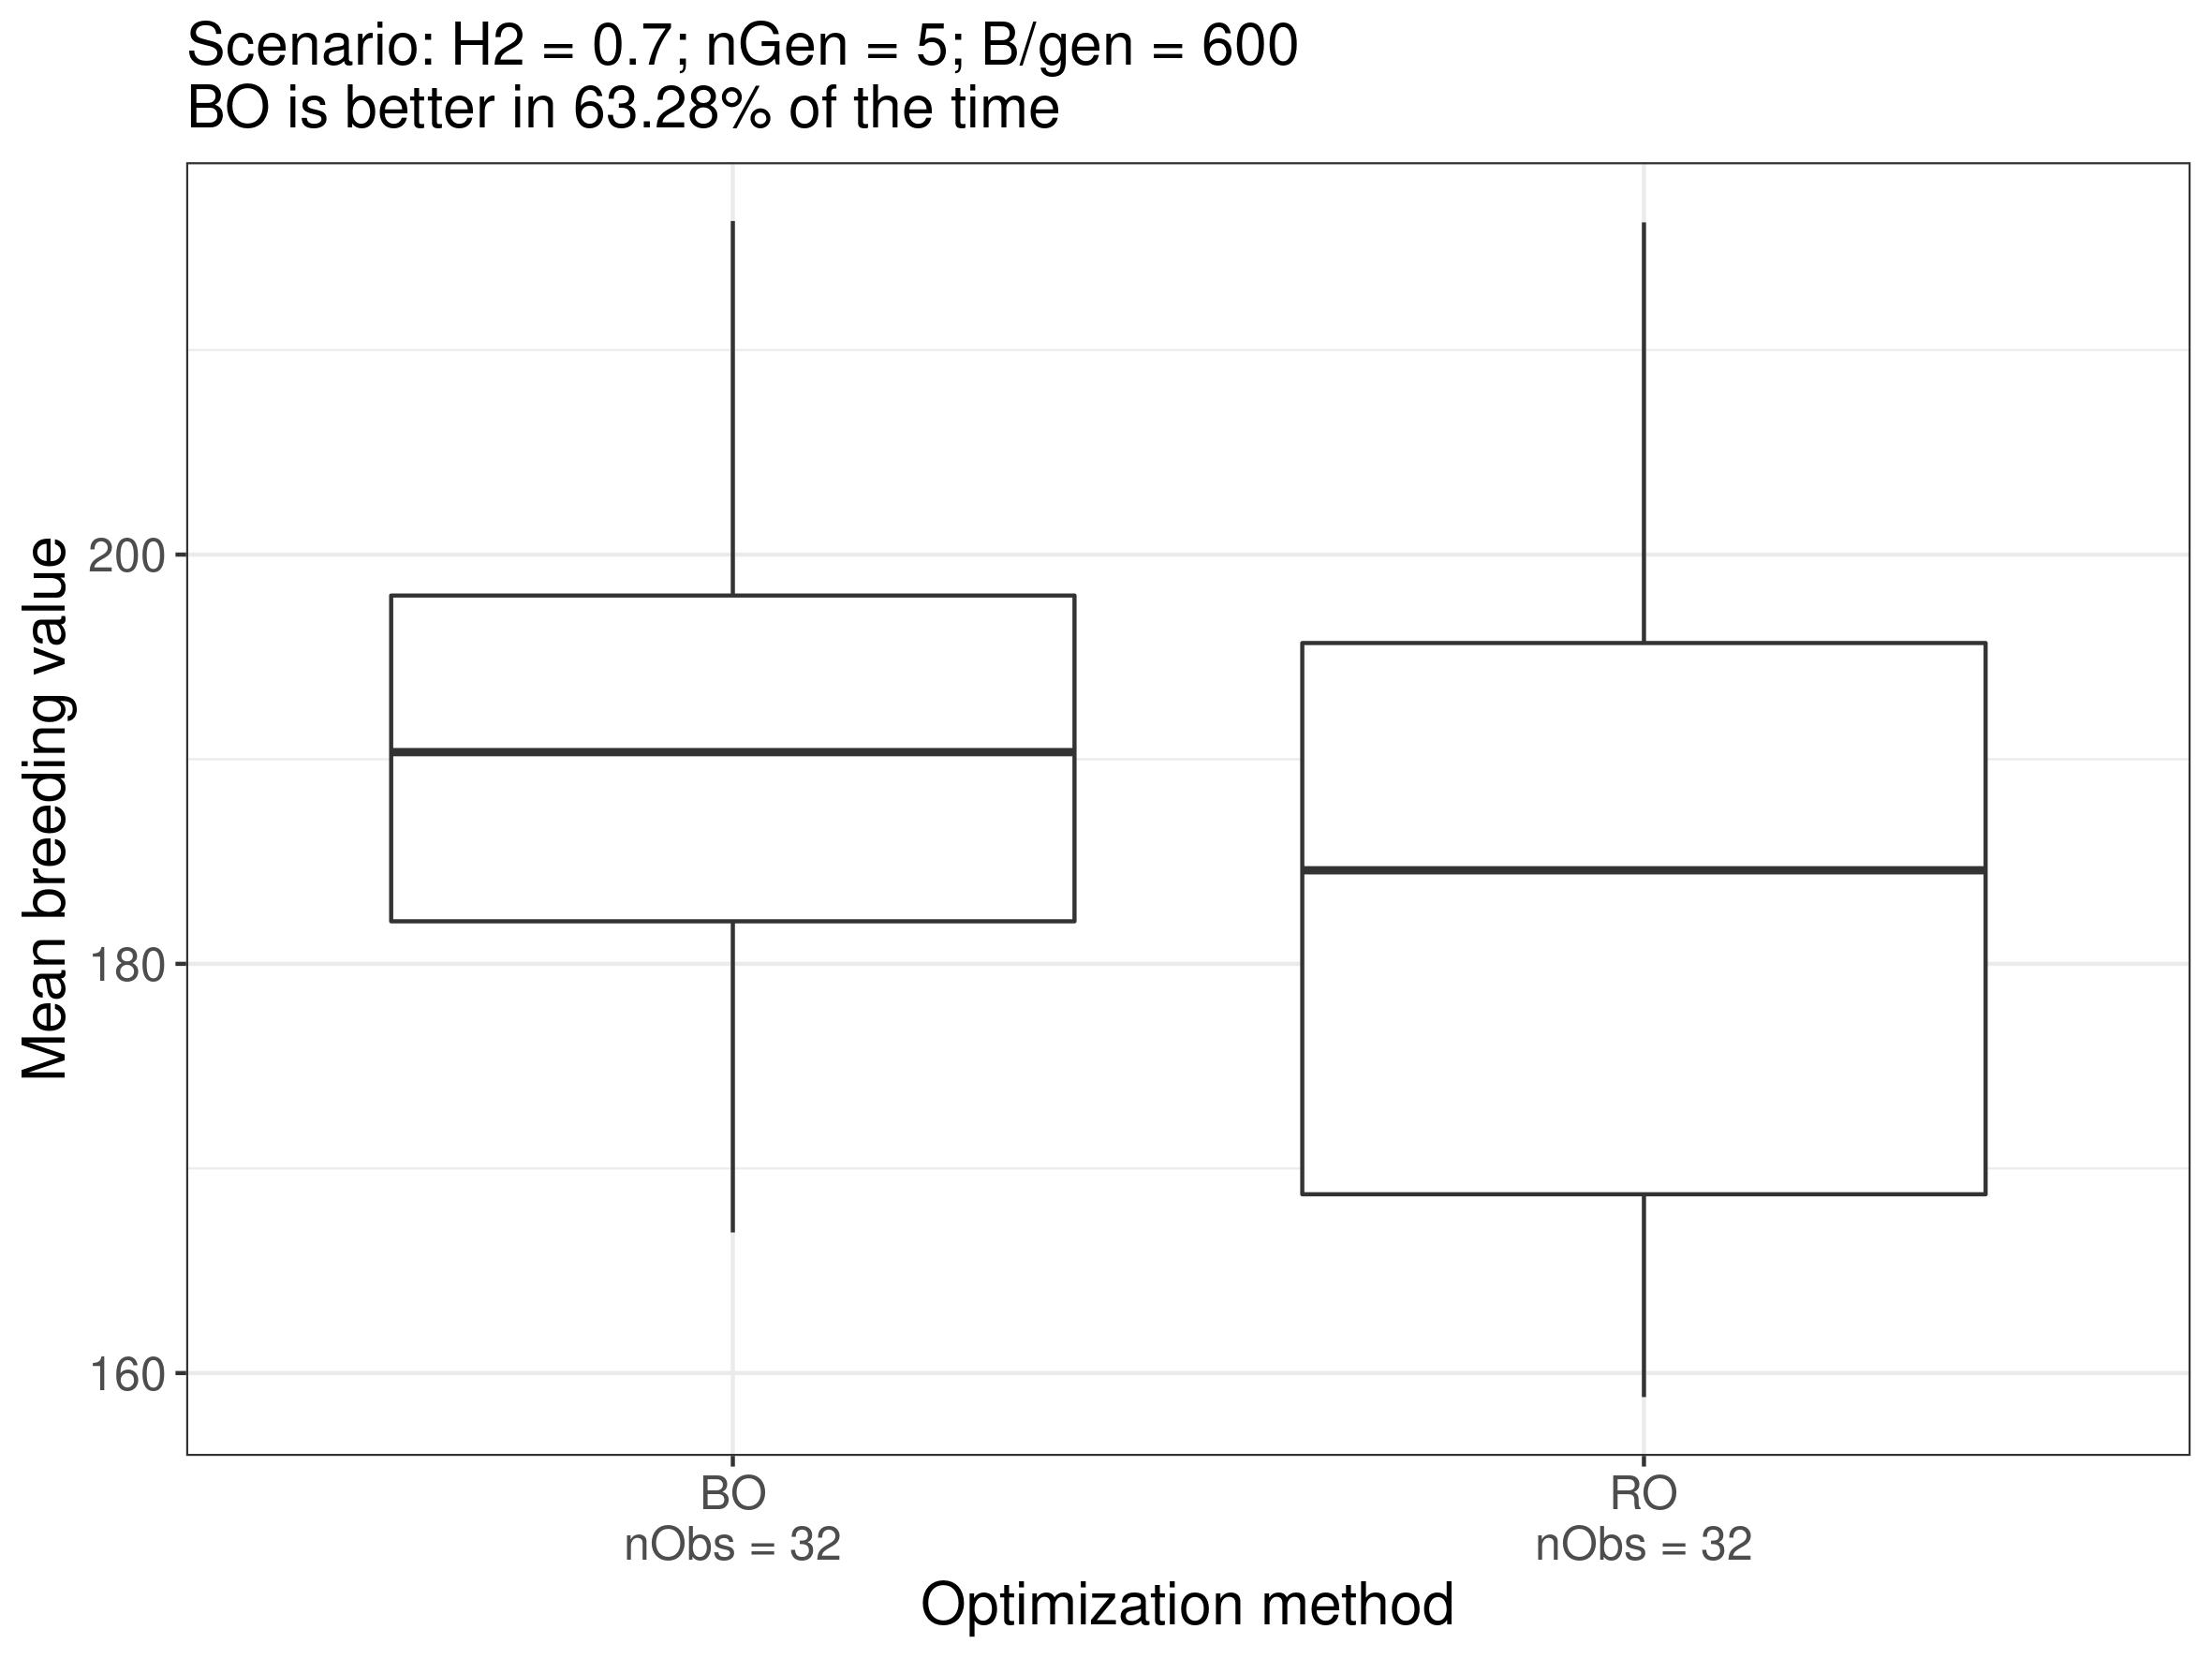 Scenario: H2 = 0.7; nGen = 5; B/gen = 600
BO is better in 63.28% of the time
Mean breeding value
200
180
160
BO
nObs = 32
RO
nObs = 32
Optimization method